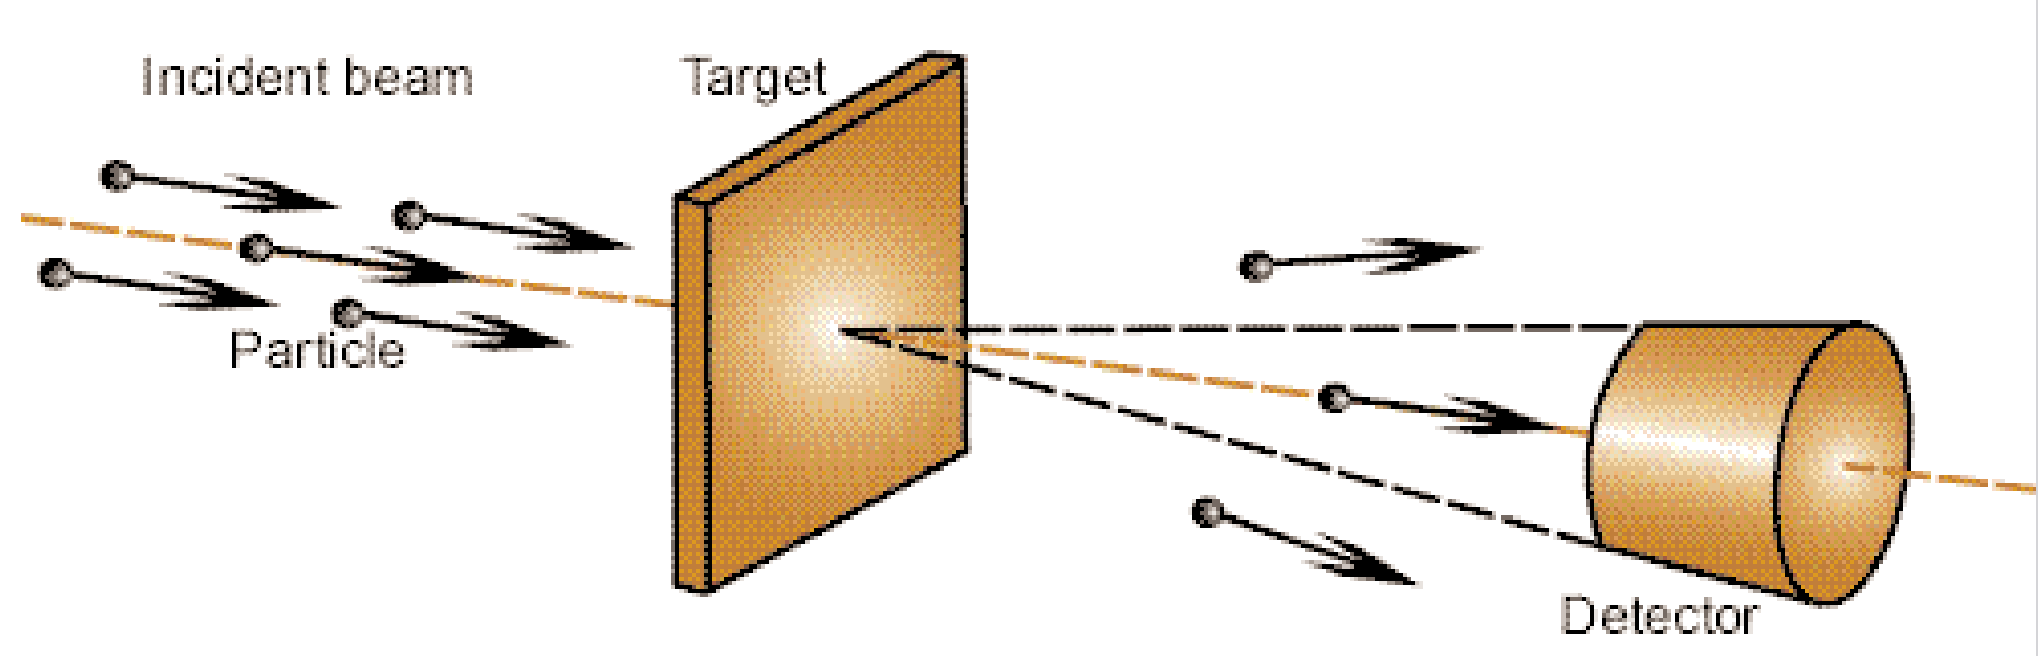 Incident beam
Target
Particle
Detector